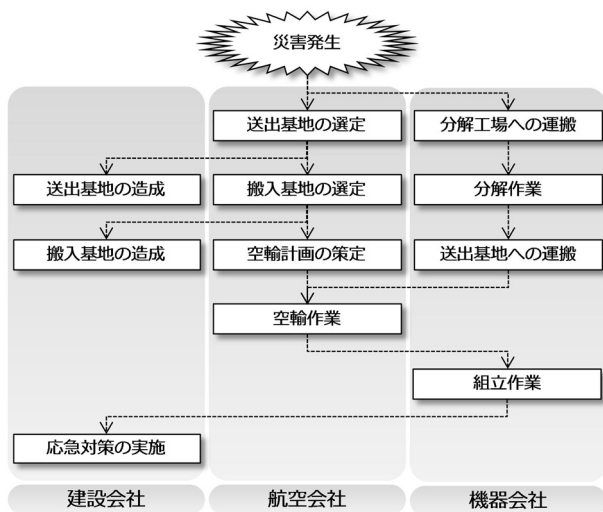 災害発生
送出基地の選定
分解工場への運搬
送出基地の造成
搬入基地の選定
分解作業
搬入基地の造成
空輸計画の策定
送出基地への運搬
空輸作業
組立作業
応急対策の実施
建設会社
航空会社
機器会社